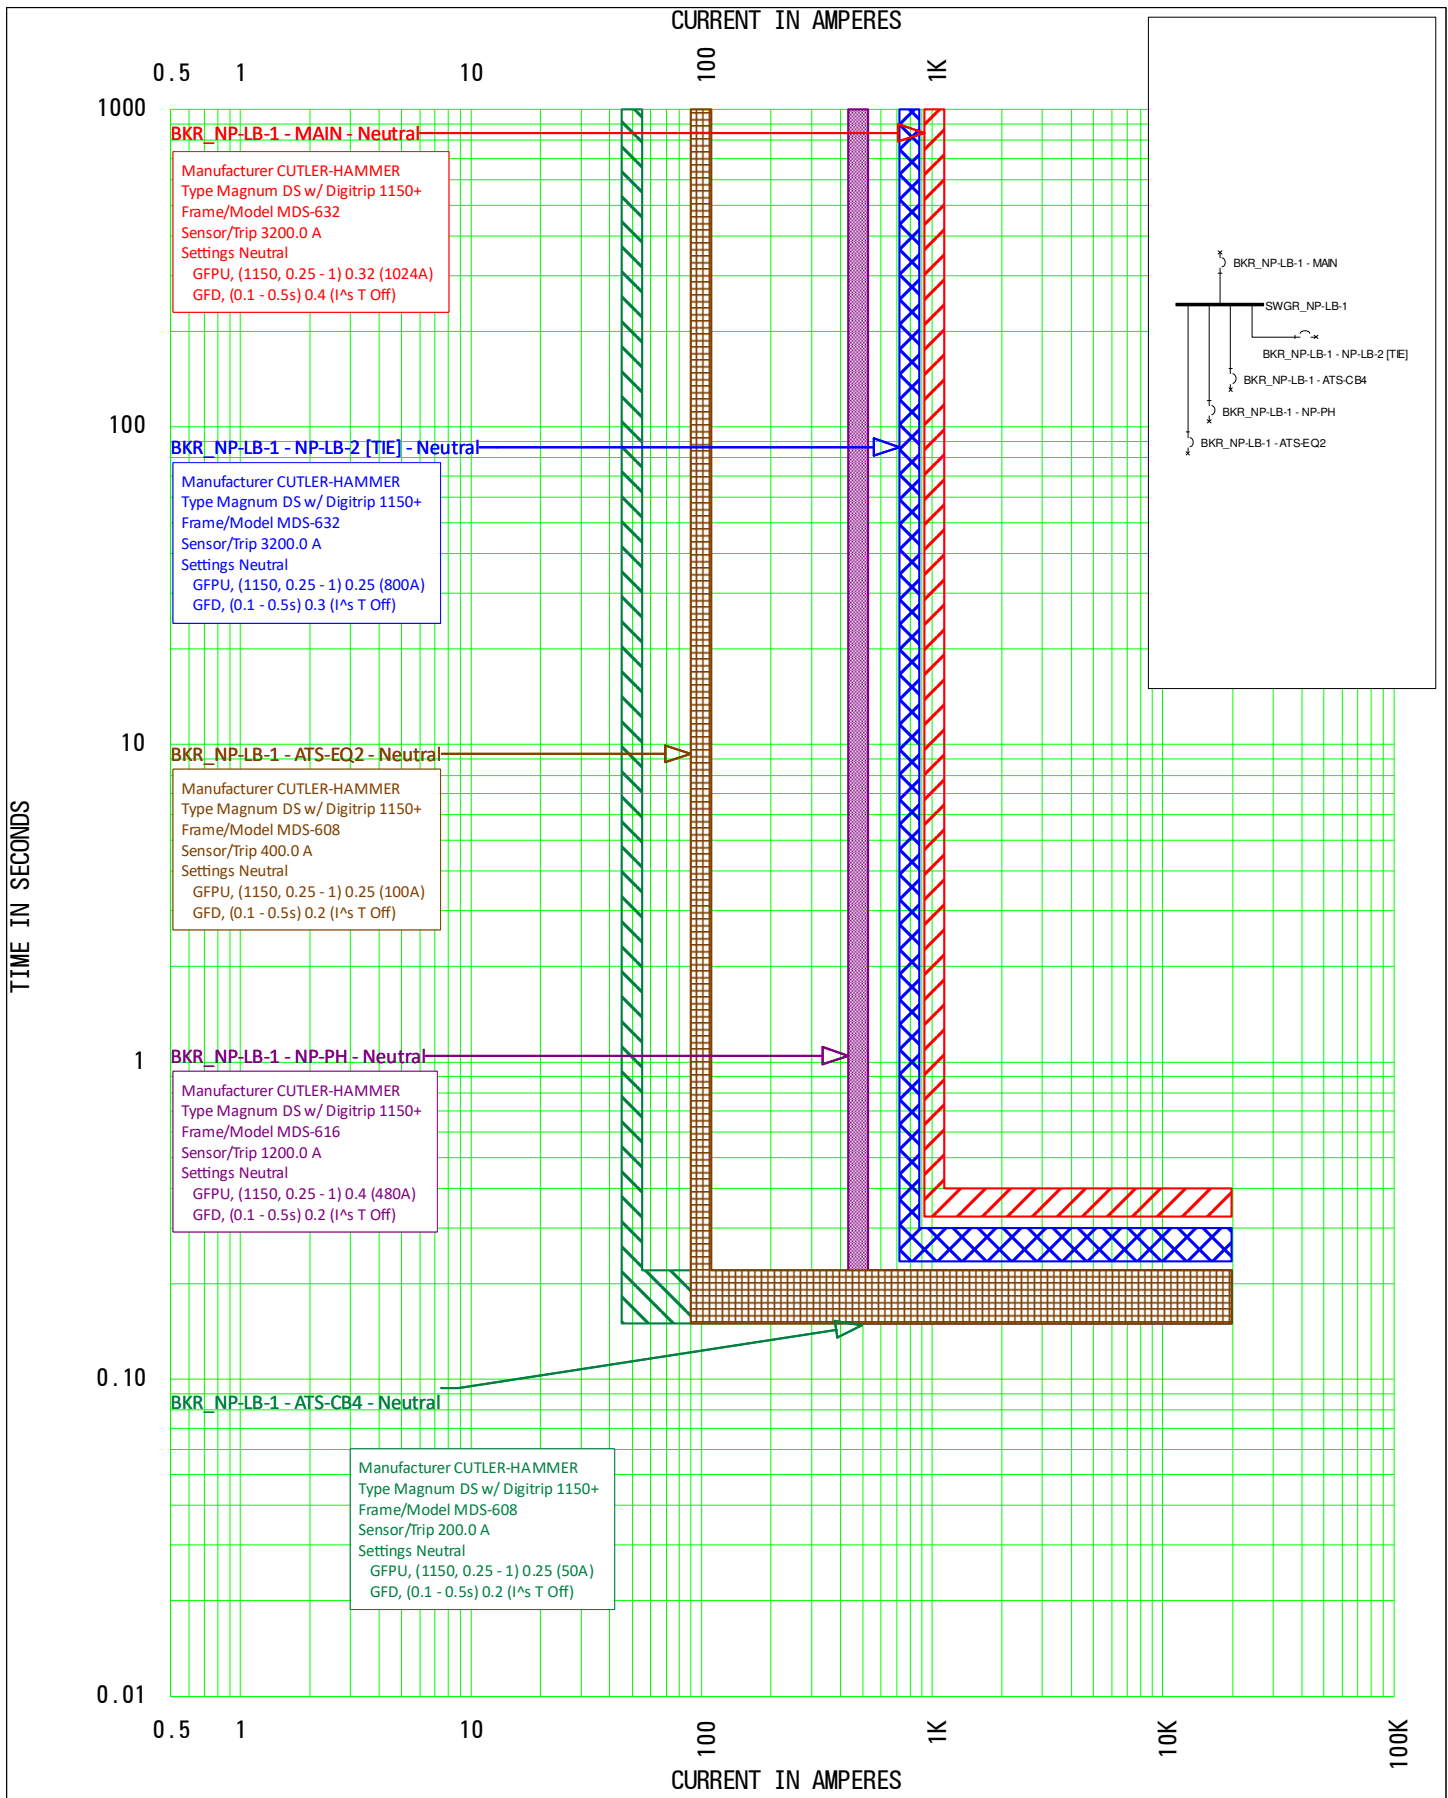 CURRENT IN AMPERES
0.5 1 10 100 1K
1000
BKR_NP-LB-1 - MAIN - Neutral
Manufacturer CUTLER-HAMMER
Type Magnum DS w/ Digitrip 1150+
Frame/Model MDS-632
Sensor/Trip 3200.0 A
Settings Neutral
GFPU, (1150, 0.25 - 1) 0.32 (1024A)
GFD, (0.1 - 0.5s) 0.4 (I^s T Off)
BKR_NP-LB-1 - MAIN
SWGR_NP-LB-1
BKR_NP-LB-1 - NP-LB-2 [TIE]
BKR_NP-LB-1 - ATS-CB4
BKR_NP-LB-1 - NP-PH
BKR_NP-LB-1 - ATS-EQ2
100
BKR_NP-LB-1 - NP-LB-2 [TIE] - Neutral
Manufacturer CUTLER-HAMMER
Type Magnum DS w/ Digitrip 1150+
Frame/Model MDS-632
Sensor/Trip 3200.0 A
Settings Neutral
GFPU, (1150, 0.25 - 1) 0.25 (800A)
GFD, (0.1 - 0.5s) 0.3 (I^s T Off)
10
BKR_NP-LB-1 - ATS-EQ2 - Neutral
Manufacturer CUTLER-HAMMER
Type Magnum DS w/ Digitrip 1150+
Frame/Model MDS-608
Sensor/Trip 400.0 A
Settings Neutral
GFPU, (1150, 0.25 - 1) 0.25 (100A)
GFD, (0.1 - 0.5s) 0.2 (I^s T Off)
TIME IN SECONDS
1
BKR_NP-LB-1 - NP-PH - Neutral
Manufacturer CUTLER-HAMMER
Type Magnum DS w/ Digitrip 1150+
Frame/Model MDS-616
Sensor/Trip 1200.0 A
Settings Neutral
GFPU, (1150, 0.25 - 1) 0.4 (480A)
GFD, (0.1 - 0.5s) 0.2 (I^s T Off)
0.10
BKR_NP-LB-1 - ATS-CB4 - Neutral
Manufacturer CUTLER-HAMMER
Type Magnum DS w/ Digitrip 1150+
Frame/Model MDS-608
Sensor/Trip 200.0 A
Settings Neutral
GFPU, (1150, 0.25 - 1) 0.25 (50A)
GFD, (0.1 - 0.5s) 0.2 (I^s T Off)
0.01
0.5 1 10 100 1K 10K 100K
CURRENT IN AMPERES